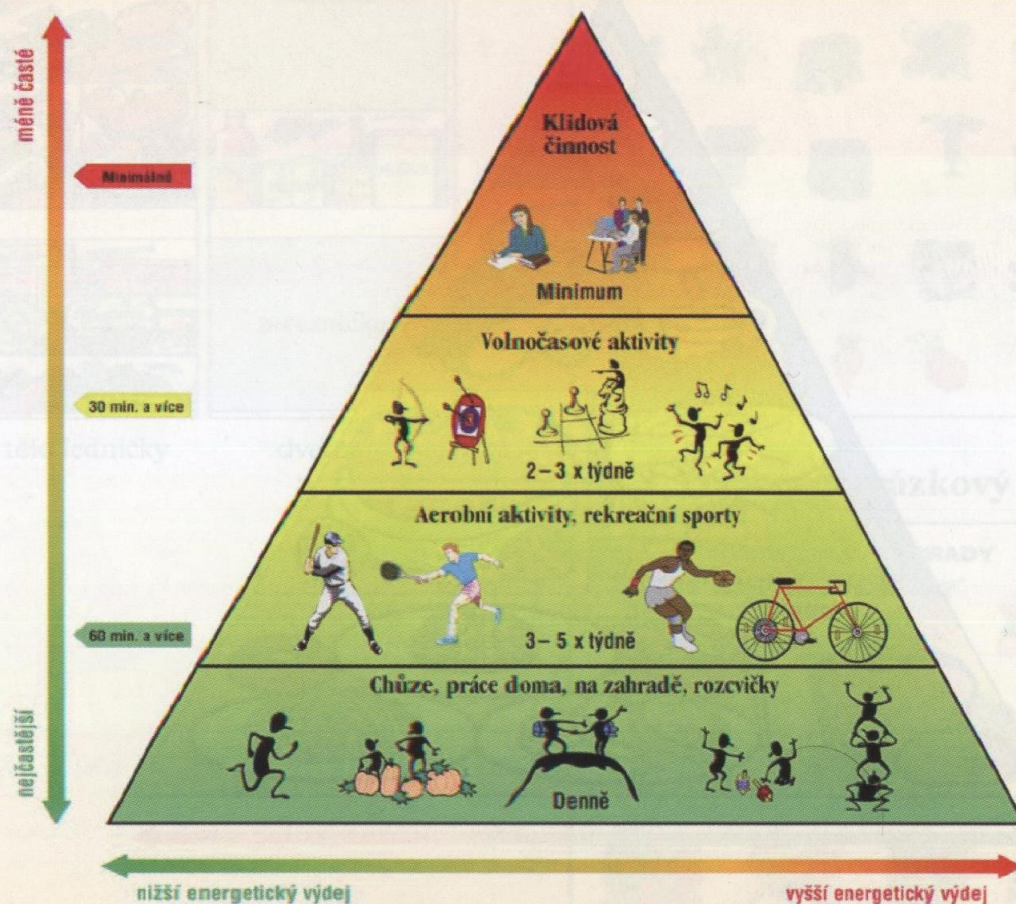 méně časté
Minimálně
30 min. a více
60 min. a více
nejčastější
Klidová
činnost
Minimum
Volnočasové aktivity
2 – 3 x týdně
Aerobní aktivity, rekreační sporty
3 – 5 x týdně
Chůze, práce doma, na zahradě, rozcvičky
Denně
nižší energetický výdej
vyšší energetický výdej